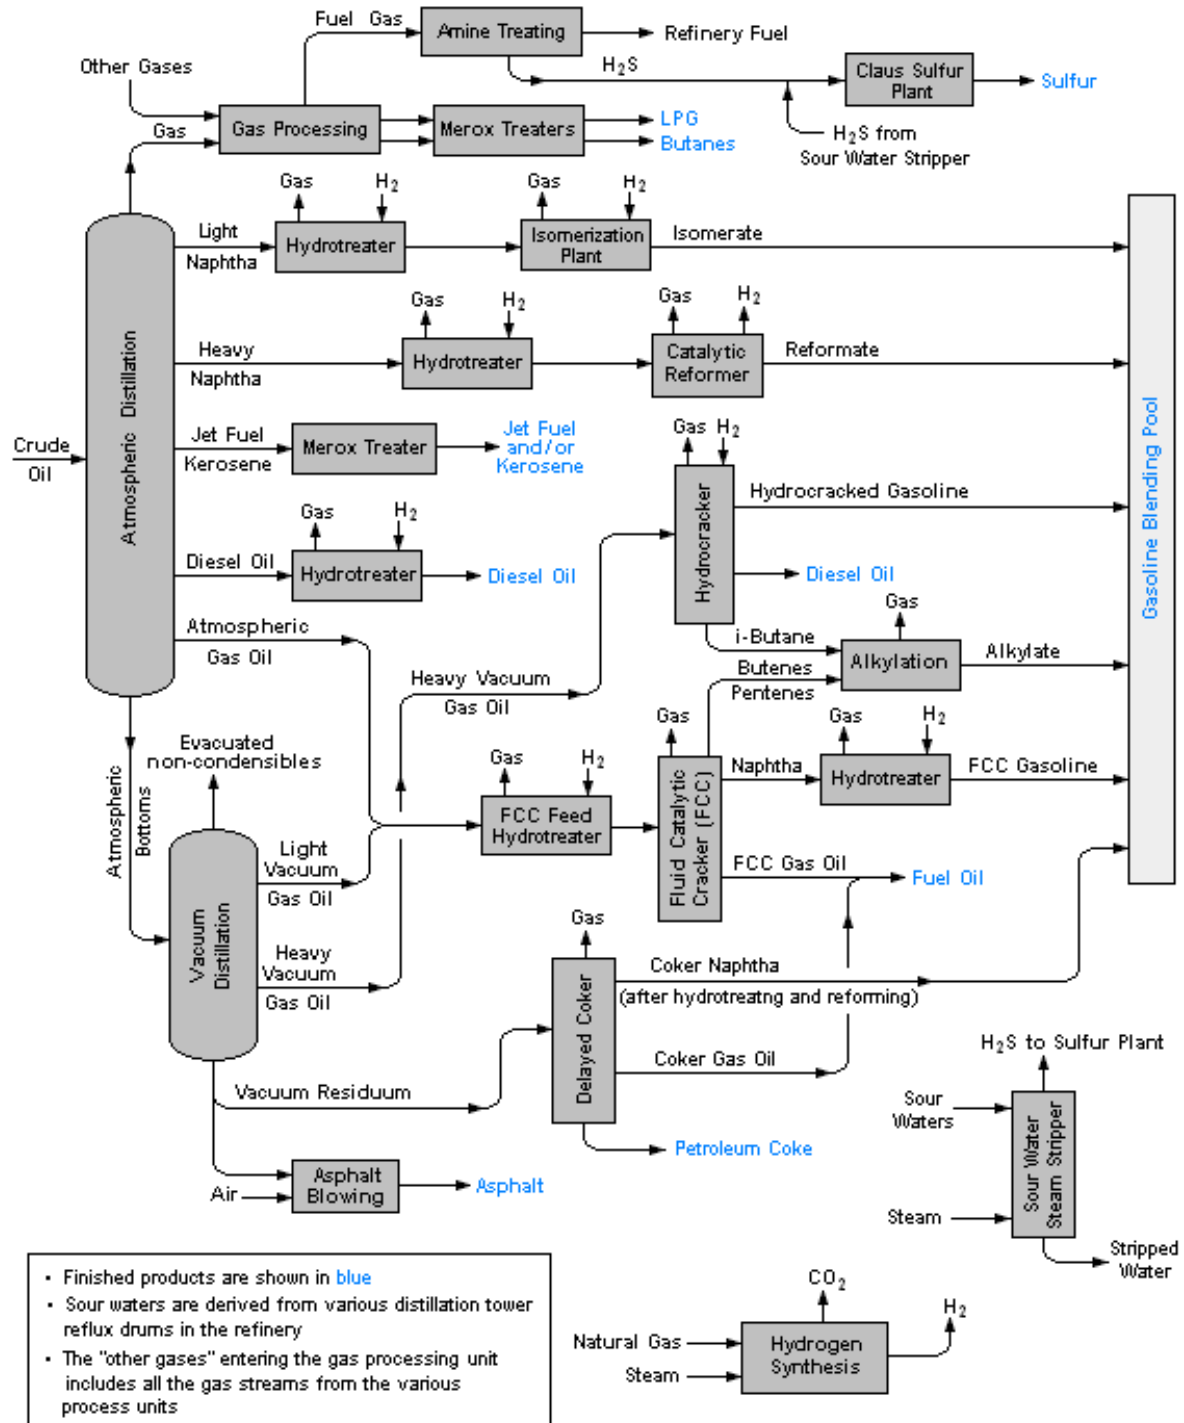 Fuel Gas
Amine Treating
Refinery Fuel
H2S
Other Gases
Claus Sulfur
Plant
Sulfur
Gas
Gas Processing
Merox Treaters
LPG
Butanes
H2S from
Sour Water Stripper
Gas
H2
Gas
H2
Light
Naphtha
Hydrotreater
Isomerization
Plant
Isomerate
Gas
H2
Gas
H2
Heavy
Naphtha
Hydrotreater
Catalytic
Reformer
Reformate
Crude
Oil
Atmospheric Distillation
Jet Fuel
Kerosene
Merox Treater
Jet Fuel
and/or
Kerosene
Gas
H2
Hydrocracker
Hydrocracked Gasoline
Gasoline Blending Pool
Gas
H2
Diesel Oil
Hydrotreater
Diesel Oil
Diesel Oil
Atmospheric
Gas Oil
i-Butane
Gas
Alkylation
Alkylate
Butenes
Pentenes
Heavy Vacuum
Gas Oil
Atmospheric
Bottoms
Evacuated
non-condensibles
Gas
H2
FCC Feed
Hydrotreater
Gas
Fluid Catalytic
Cracker (FCC)
Naphtha
Gas
H2
Hydrotreater
FCC Gasoline
Light
Vacuum
Gas Oil
FCC Gas Oil
Fuel Oil
Vacuum
Distillation
Heavy
Vacuum
Gas Oil
Gas
Delayed Coker
Coker Naphtha
(after hydrotreatng and reforming)
Coker Gas Oil
Vacuum Residuum
Petroleum Coke
H2S to Sulfur Plant
Sour
Waters
Sour Water
Steam Stripper
Steam
Stripped
Water
Air
Asphalt
Blowing
Asphalt
• Finished products are shown in blue
• Sour waters are derived from various distillation tower
reflux drums in the refinery
• The "other gases" entering the gas processing unit
includes all the gas streams from the various
process units
CO2
H2
Natural Gas
Steam
Hydrogen
Synthesis